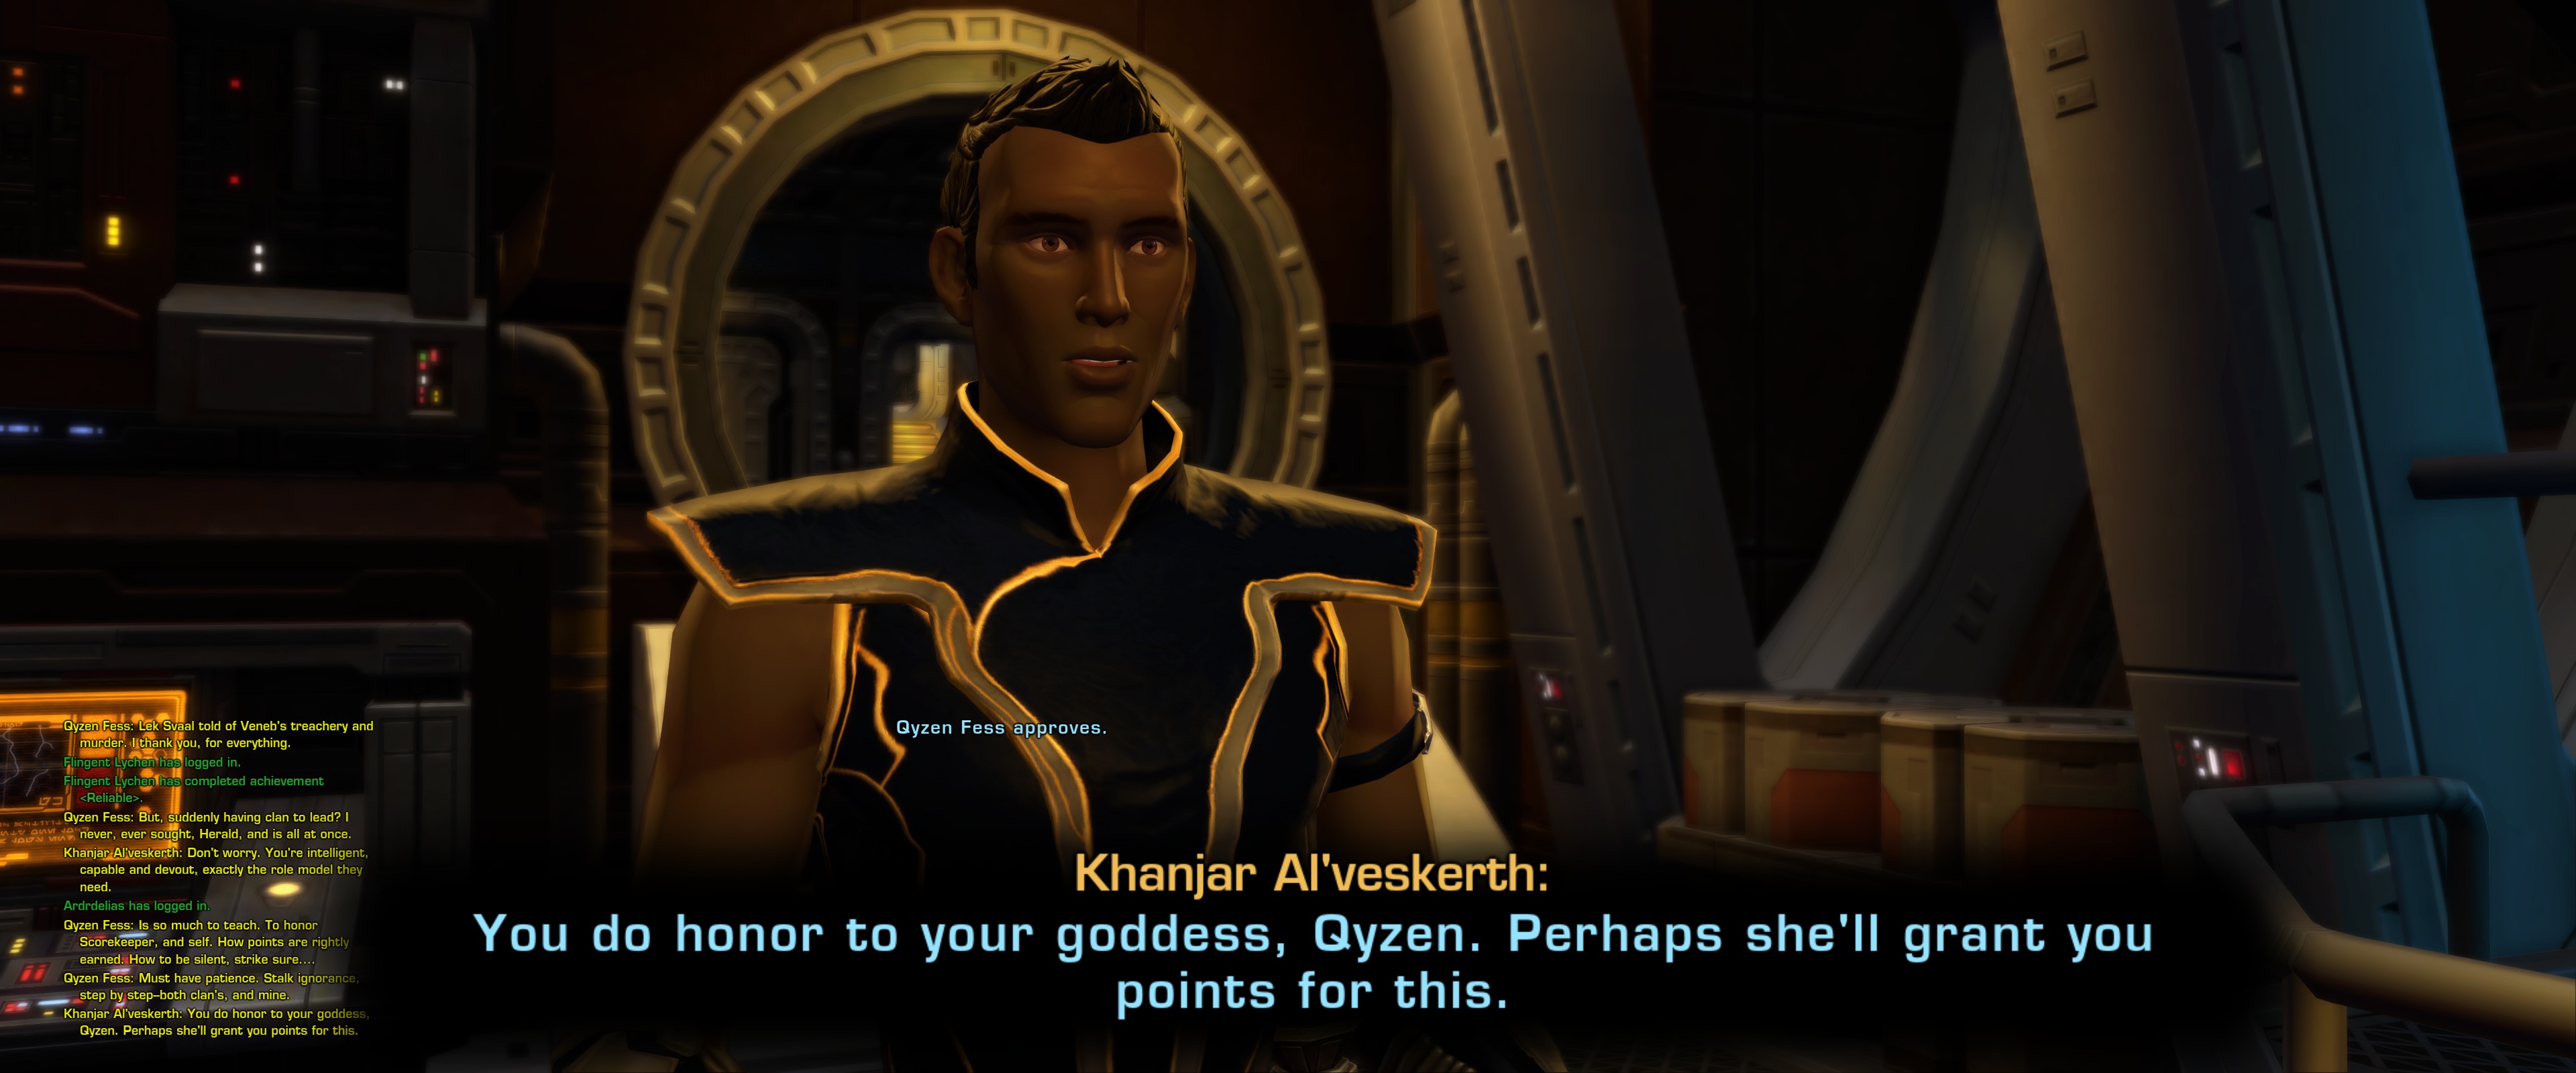 Qyzen Fess: Lek Svaal told of Veneb's treachery and
murder. I thank you, for everything.
Flingent Lychen has logged in.
Flingent Lychen has completed achievement
<Reliable>.
Qyzen Fess: But, suddenly having clan to lead? I
never, ever sought, Herald, and is all at once.
Khanjar Al'veskerth: Don't worry. You're intelligent,
capable and devout, exactly the role model they
need.
Ardrdelias has logged in.
Qyzen Fess: Is so much to teach. To honor
Scorekeeper, and self. How points are rightly
earned. How to be silent, strike sure....
Qyzen Fess: Must have patience. Stalk ignorance,
step by step–both clan's, and mine.
Khanjar Al'veskerth: You do honor to your goddess,
Qyzen. Perhaps she'll grant you points for this.
Qyzen Fess approves.
Khanjar Al'veskerth:
You do honor to your goddess, Qyzen. Perhaps she'll grant you
points for this.